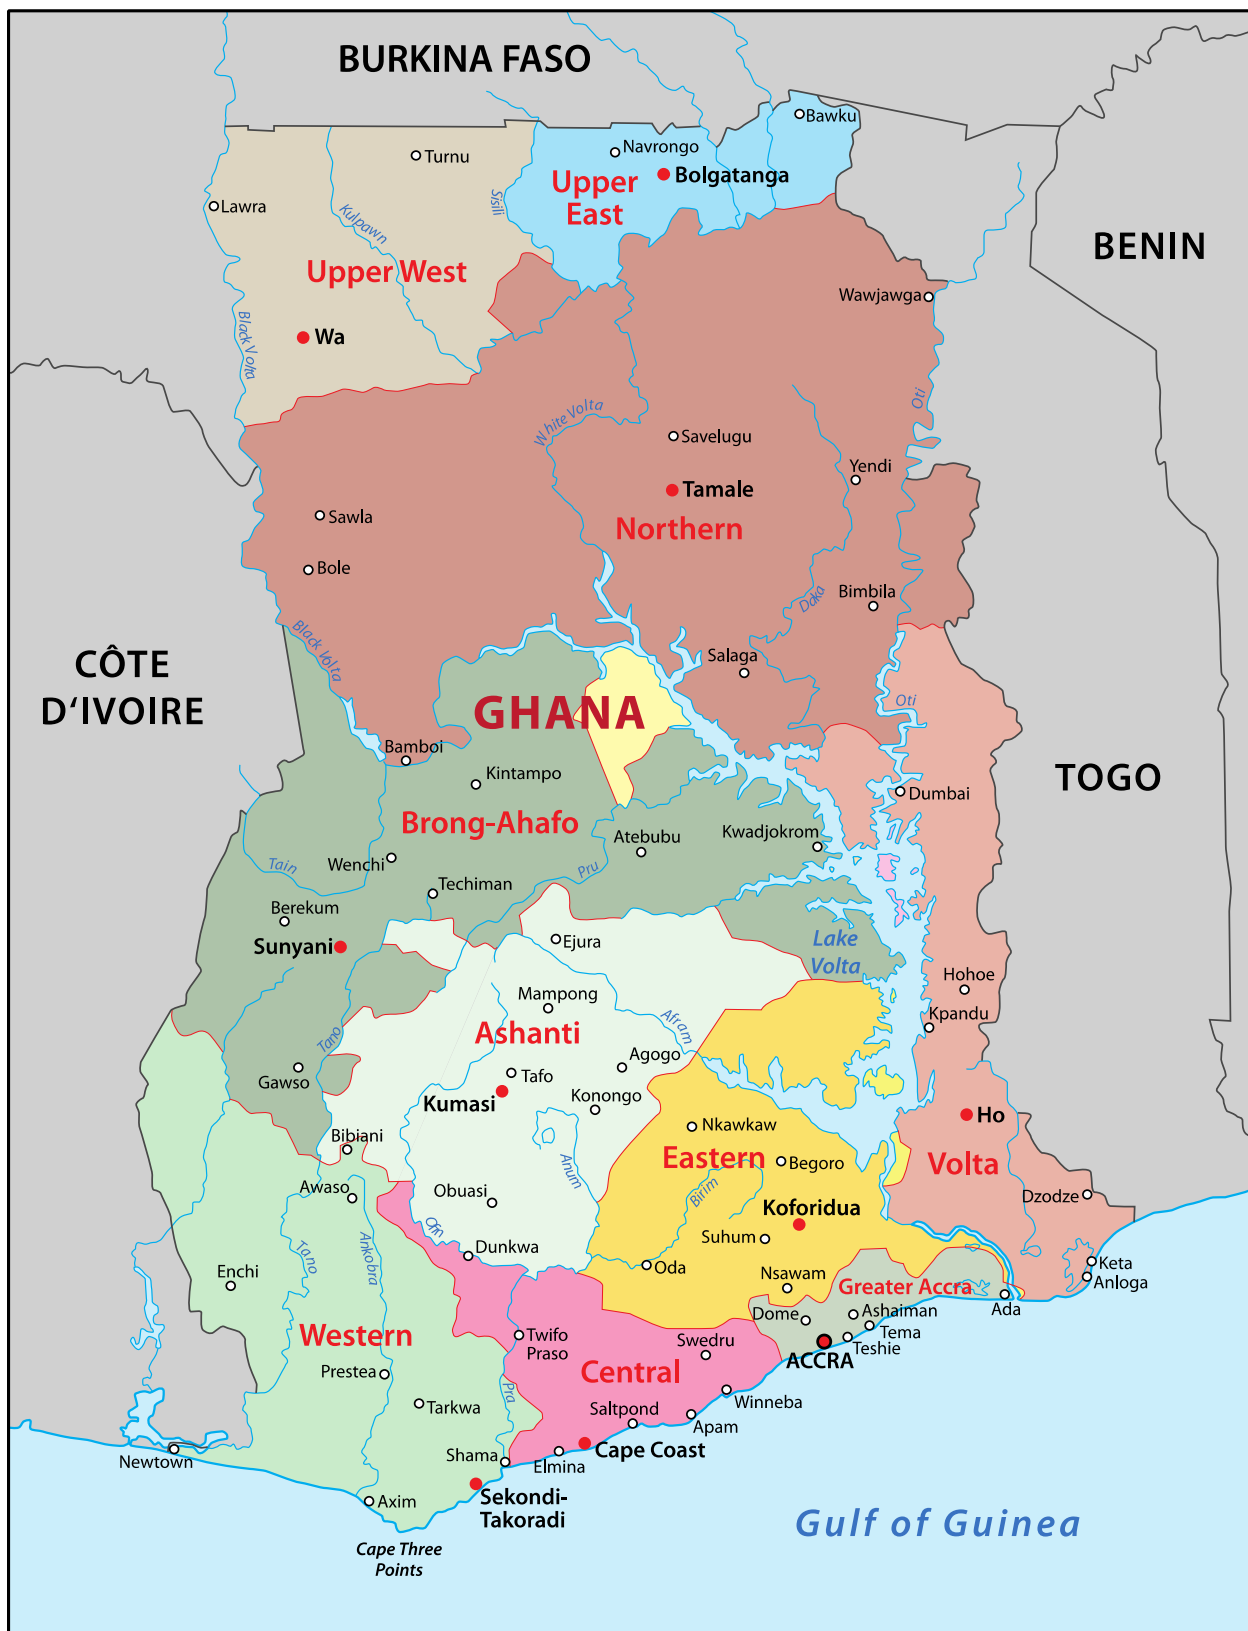 BURKINA FASO
Bawku
Turnu
Navrongo
Upper
East
Bolgatanga
Lawra
Sisili
Kulpawn
BENIN
Upper West
Wawjawga
Black Volta
Wa
Oti
White Volta
Savelugu
Yendi
Tamale
Sawla
Northern
Bole
Bimbila
Daka
Black Volta
CÔTE
D‘IVOIRE
Salaga
Oti
GHANA
Bamboi
Kintampo
TOGO
Dumbai
Brong-Ahafo
Atebubu
Kwadjokrom
Wenchi
Tain
Pru
Techiman
Berekum
Sunyani
Ejura
Lake
Volta
Hohoe
Mampong
Kpandu
Ashanti
Afram
Tano
Agogo
Gawso
Tafo
Kumasi
Konongo
Ho
Nkawkaw
Bibiani
Eastern
Begoro
Volta
Anum
Awaso
Obuasi
Birim
Dzodze
Koforidua
Ofin
Suhum
Dunkwa
Tano
Ankobra
Oda
Nsawam
Greater Accra
Keta
Anloga
Enchi
Ada
Dome
Ashaiman
Tema
Teshie
Western
Twifo
Praso
Swedru
ACCRA
Prestea
Central
Pra
Tarkwa
Saltpond
Winneba
Apam
Newtown
Shama
Elmina
Cape Coast
Axim
Sekondi-
Takoradi
Gulf of Guinea
Cape Three
Points